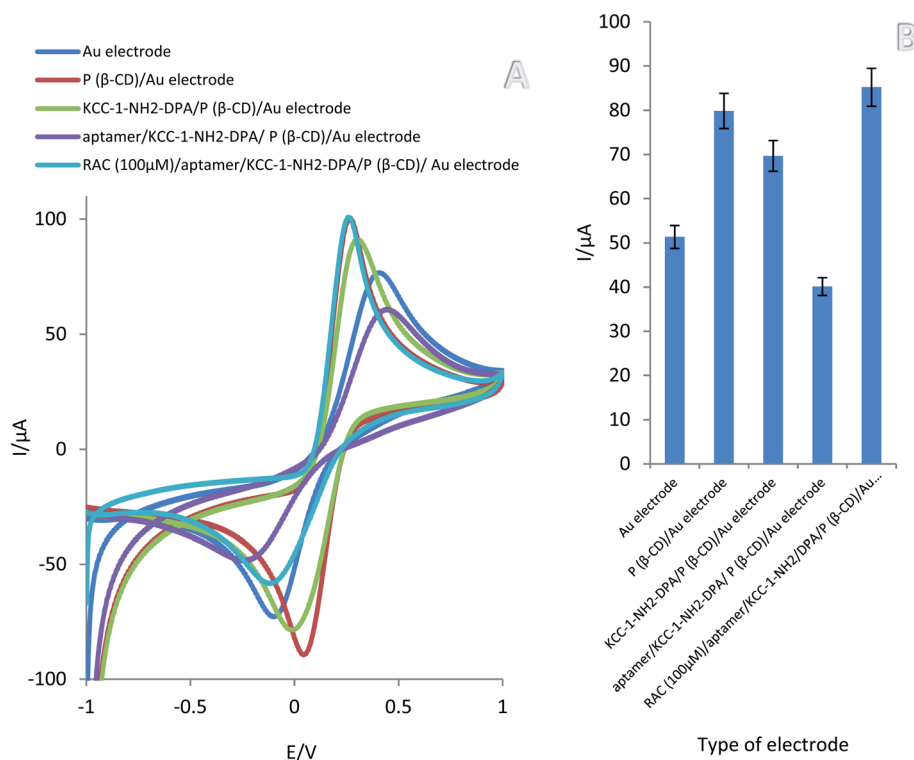 Au electrode
P (β-CD)/Au electrode
KCC-1-NH2-DPA/P (β-CD)/Au electrode
aptamer/KCC-1-NH2-DPA/ P (β-CD)/Au electrode
RAC (100μM)/aptamer/KCC-1-NH2-DPA/P (β-CD)/ Au electrode
A
100
50
0
-50
-100
I/μA
-1
-0.5
0
0.5
1
E/V
B
100
90
80
70
60
50
40
30
20
10
0
I/μA
Au electrode
P (β-CD)/Au electrode
KCC-1-NH2-DPA/P (β-CD)/Au electrode
aptamer/KCC-1-NH2-DPA/ P (β-CD)/Au electrode
RAC (100μM)/aptamer/KCC-1-NH2/DPA/P (β-CD)/Au...
Type of electrode